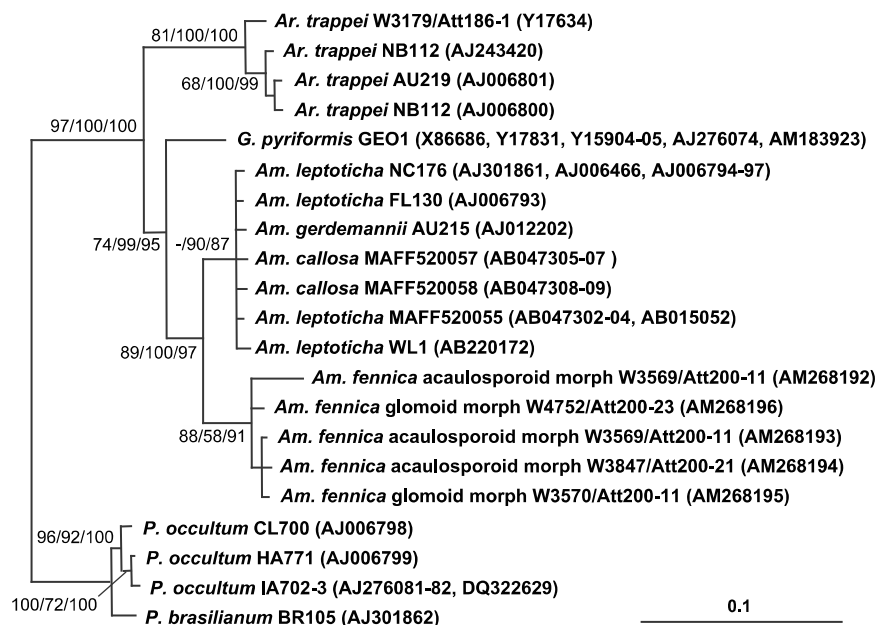 Ar. trappei W3179/Att186-1 (Y17634)
81/100/100
Ar. trappei NB112 (AJ243420)
Ar. trappei AU219 (AJ006801)
68/100/99
Ar. trappei NB112 (AJ006800)
97/100/100
G. pyriformis GEO1 (X86686, Y17831, Y15904-05, AJ276074, AM183923)
Am. leptoticha NC176 (AJ301861, AJ006466, AJ006794-97)
Am. leptoticha FL130 (AJ006793)
Am. gerdemannii AU215 (AJ012202)
74/99/95
-/90/87
Am. callosa MAFF520057 (AB047305-07 )
Am. callosa MAFF520058 (AB047308-09)
Am. leptoticha MAFF520055 (AB047302-04, AB015052)
Am. leptoticha WL1 (AB220172)
89/100/97
Am. fennica acaulosporoid morph W3569/Att200-11 (AM268192)
Am. fennica glomoid morph W4752/Att200-23 (AM268196)
88/58/91
Am. fennica acaulosporoid morph W3569/Att200-11 (AM268193)
Am. fennica acaulosporoid morph W3847/Att200-21 (AM268194)
Am. fennica glomoid morph W3570/Att200-11 (AM268195)
P. occultum CL700 (AJ006798)
96/92/100
P. occultum HA771 (AJ006799)
P. occultum IA702-3 (AJ276081-82, DQ322629)
100/72/100
P. brasilianum BR105 (AJ301862)
0.1